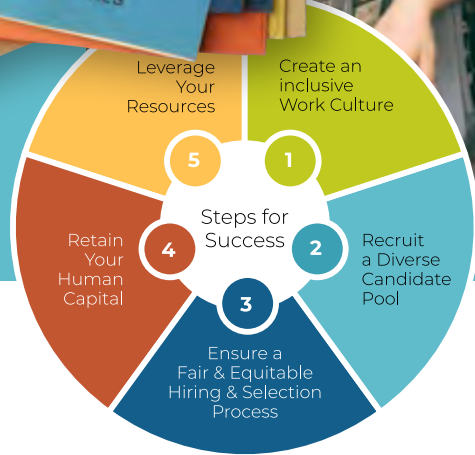 Steps for
Success
1
Create an
inclusive
Work Culture
2
Recruit
a Diverse
Candidate
Pool
3
Ensure a
Fair & Equitable
Hiring & Selection
Process
4
Retain
Your
Human
Capital
5
Leverage
Your
Resources